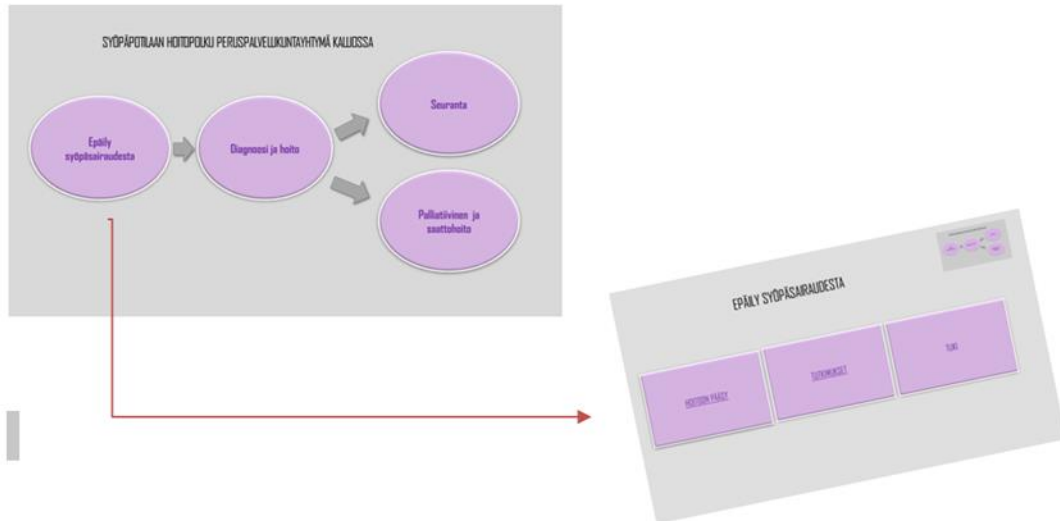 SYÖPÄPOTILAAN HOITOPOLKU PERUSPALVELUKUNTAYHTYMÄ KALLIOSSA
Epäily
syöpäsairaudesta
Diagnoosi ja hoito
Seuranta
Palliatiivinen ja
saattohoito
EPÄILY SYÖPÄSAIRAUDESTA
HOITOON PÄÄSY
TUTKIMUKSET
TUKI